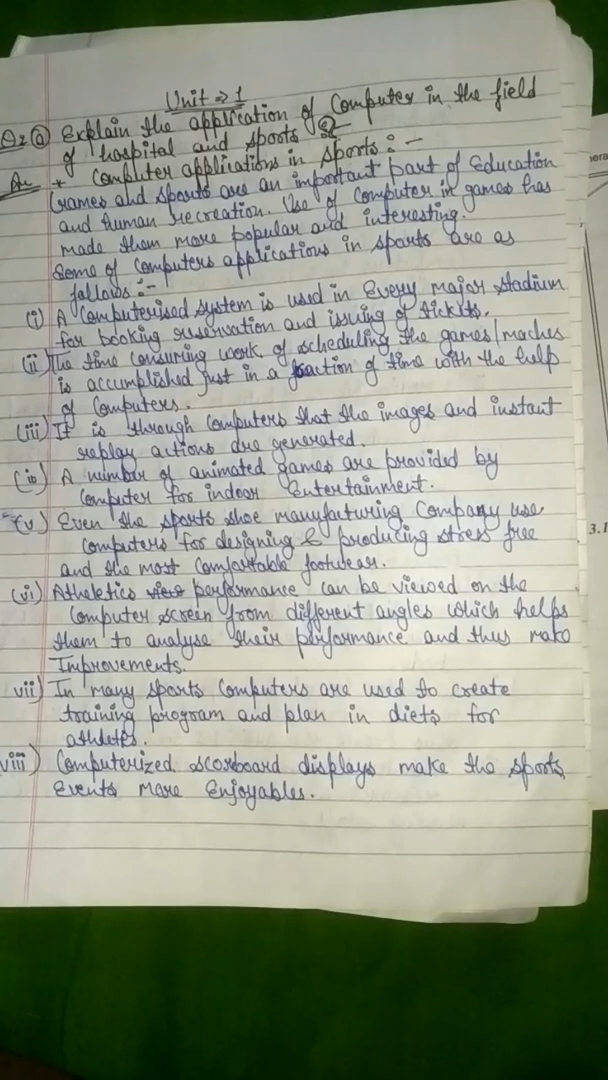 Unit ⇒ 1
Q2 (a) Explain the application of Computer in the field
of hospital and sports ?
Ans * Computer applications in sports :-
Games and sports are an important part of Education
and human recreation. Use of Computer in games has
made them more popular and interesting.
Some of Computers applications in sports are as
follows :-
(i) A Computerised system is used in Every major stadium
for booking reservation and issuing of tickits.
(ii The time consuming work of scheduling the games/maches
is accumplished just in a fraction of time with the help
of Computers.
(iii) It is through Computers that the images and instant
replay actions due generated.
(iv) A number of animated games are provided by
Computer for indoor Entertainment.
(v) Even the sports shoe manufacturing Company use
Computers for designing & producing stress free
and the most Comfortable footwear.
(vi) Atheletics performance can be viewed on the
Computer screen from different angles which helps
them to analyse their performance and thus make
Improvements.
vii) In many sports Computers are used to create
training program and plan in diets for
athletes.
viii) Computerized scorboard displays make the sports
Events more Enjoyables.
3.1